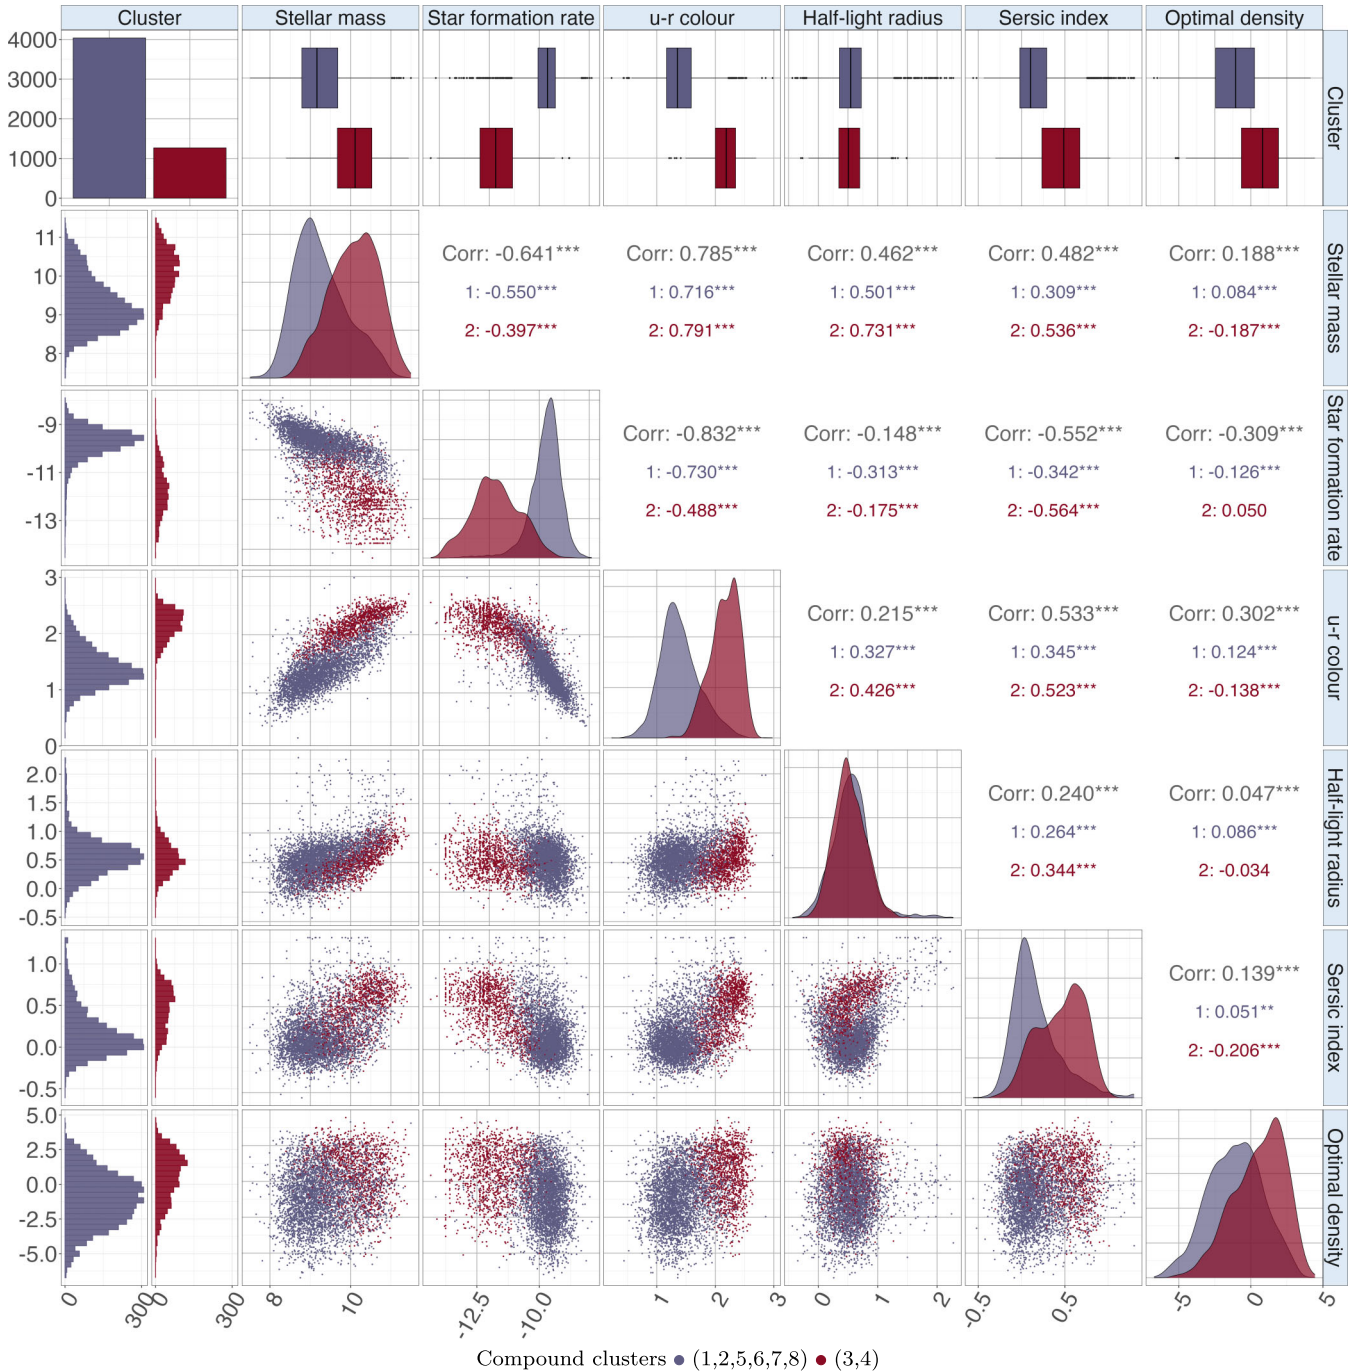 Cluster Stellar mass Star formation rate u-r colour Half-light radius Sersic index Optimal density
4000
3000
2000
1000
0
Cluster
11
10
9
8
Corr: -0.641*** Corr: 0.785*** Corr: 0.462*** Corr: 0.482*** Corr: 0.188***
1: -0.550*** 1: 0.716*** 1: 0.501*** 1: 0.309*** 1: 0.084***
2: -0.397*** 2: 0.791*** 2: 0.731*** 2: 0.536*** 2: -0.187***
Stellar mass
-9
-11
-13
Corr: -0.832*** Corr: -0.148*** Corr: -0.552*** Corr: -0.309***
1: -0.730*** 1: -0.313*** 1: -0.342*** 1: -0.126***
2: -0.488*** 2: -0.175*** 2: -0.564*** 2: 0.050
Star formation rate
3
2
1
0
Corr: 0.215*** Corr: 0.533*** Corr: 0.302***
1: 0.327*** 1: 0.345*** 1: 0.124***
2: 0.426*** 2: 0.523*** 2: -0.138***
u-r colour
2.0
1.5
1.0
0.5
0.0
-0.5
Corr: 0.240*** Corr: 0.047***
1: 0.264*** 1: 0.086***
2: 0.344*** 2: -0.034
Half-light radius
1.0
0.5
0.0
-0.5
Corr: 0.139***
1: 0.051**
2: -0.206***
Sersic index
5.0
2.5
0.0
-2.5
-5.0
Optimal density
0 300 0 300 8 10 -12.5 -10.0 1 2 3 0 1 2 -0.5 0.5 -5 0 5
Compound clusters (1,2,5,6,7,8) (3,4)